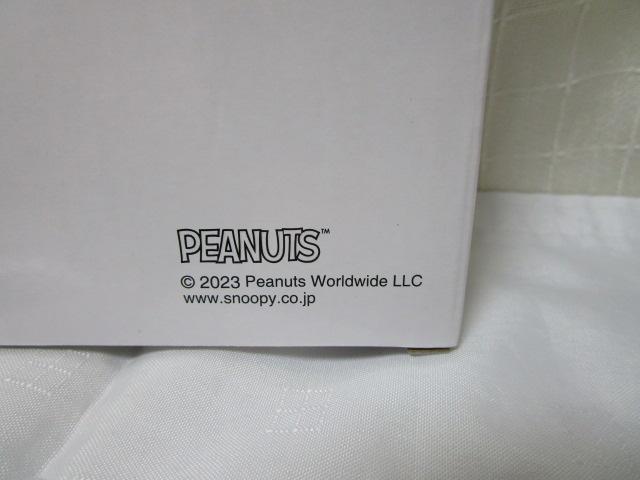 PEANUTS™
© 2023 Peanuts Worldwide LLC
www.snoopy.co.jp